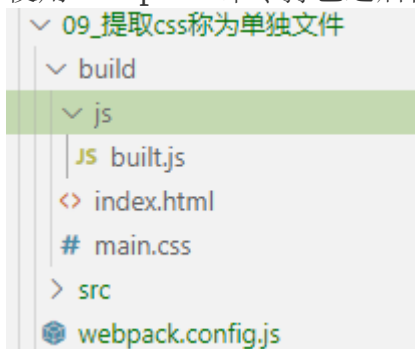 09_提取css称为单独文件
build
js
JS built.js
<> index.html
# main.css
src
webpack.config.js